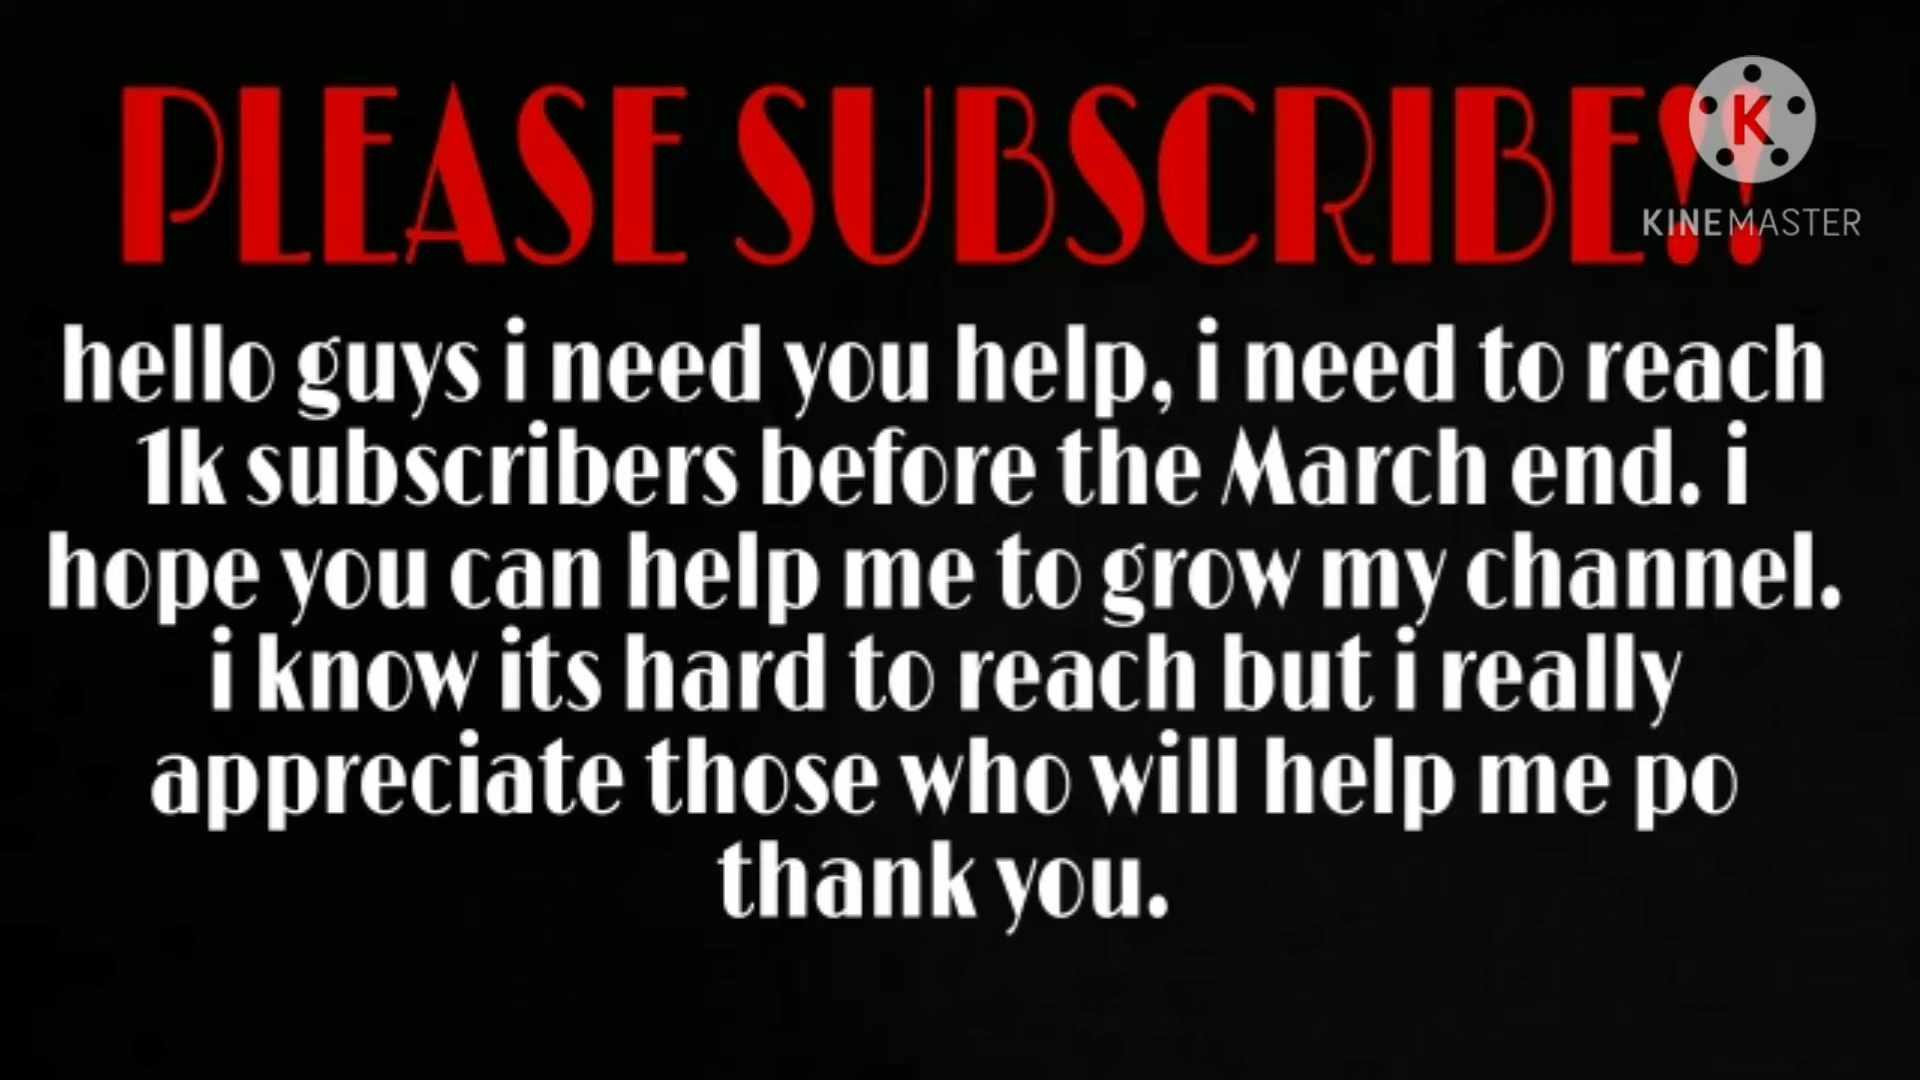 PLEASE SUBSCRIBE!!
K
KINEMASTER
hello guys i need you help, i need to reach
1k subscribers before the March end. i
hope you can help me to grow my channel.
i know its hard to reach but i really
appreciate those who will help me po
thank you.